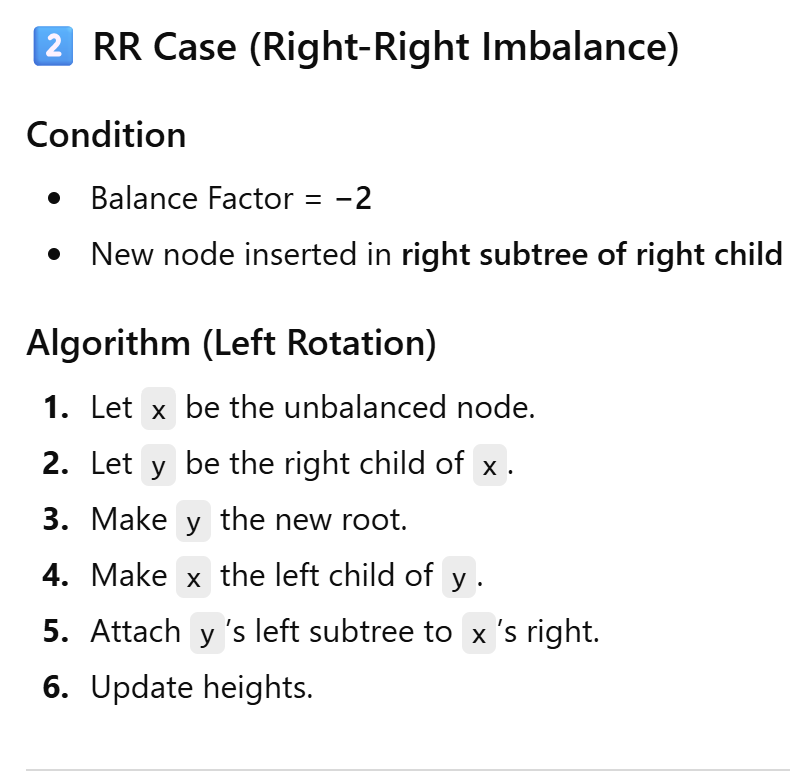 2️⃣ RR Case (Right-Right Imbalance)
Condition
• Balance Factor = −2
• New node inserted in right subtree of right child
Algorithm (Left Rotation)
1. Let x be the unbalanced node.
2. Let y be the right child of x.
3. Make y the new root.
4. Make x the left child of y.
5. Attach y’s left subtree to x’s right.
6. Update heights.